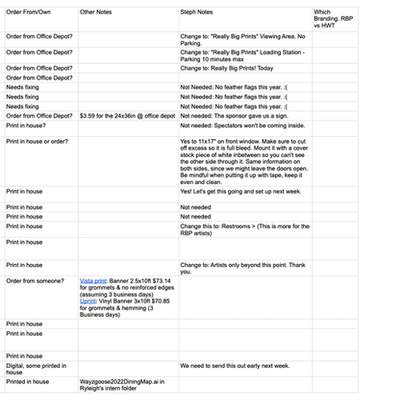 Order From/Own Other Notes Steph Notes Which
Branding. RBP
vs HWT
Order from Office Depot? Change to: "Really Big Prints" Viewing Area. No
Parking.
Order from Office Depot? Change to: "Really Big Prints" Loading Station -
Parking 10 minutes max
Order from Office Depot? Change to: Really Big Prints! Today
Order from Office Depot?
Needs fixing Not Needed: No feather flags this year. :(
Needs fixing Not Needed: No feather flags this year. :(
Needs fixing Not Needed: No feather flags this year. :(
Order from Office Depot? $3.59 for the 24x36in @ office depot Not needed: The sponsor gave us a sign.
Print in house? Not needed: Spectators won't be coming inside.
Print in house or order? Yes to 11x17" on front window. Make sure to cut
off excess so it is full bleed. Mount it with a cover
stock piece of white inbetween so you can't see
the other side through it. Same information on
both sides, since we might leave the doors open.
Be mindful when putting it up with tape, keep it
even and clean.
Print in house Yes! Let's get this going and set up next week.
Print in house Not needed
Print in house Not needed
Print in house Change this to: Restrooms > (This is more for the
RBP artists)
Print in house
Print in house Change to: Artists only beyond this point. Thank
you.
Order from someone? Vista print: Banner 2.5x10ft $73.14
for grommets & no reinforced edges
(assuming 3 business days)
Uprint: Vinyl Banner 3x10ft $70.85
for grommets & hemming (3
Business days)
Print in house
Print in house
Print in house
Digital, some printed in
house We need to send this out early next week.
Printed in house Wayzgoose2022DiningMap.ai in
Ryleigh's intern folder